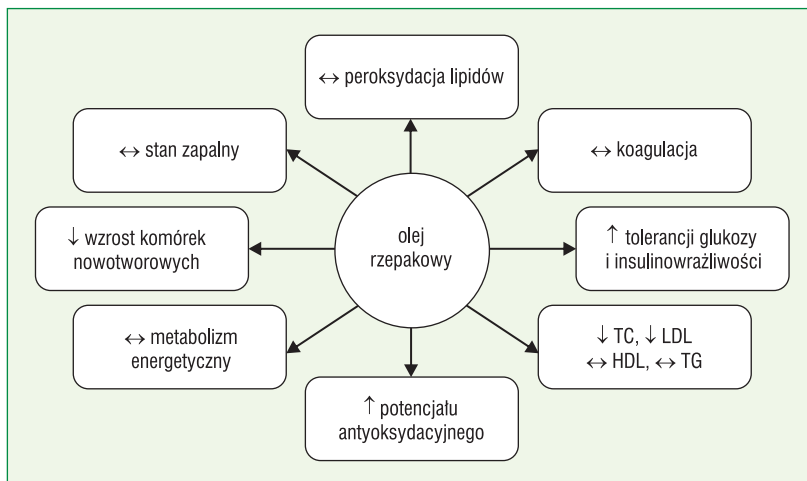 ↔ peroksydacja lipidów
↔ stan zapalny
↔ koagulacja
olej
rzepakowy
↓ wzrost komórek
nowotworowych
↑ tolerancji glukozy
i insulinowrażliwości
↔ metabolizm
energetyczny
↓ TC, ↓ LDL
↔ HDL, ↔ TG
↑ potencjału
antyoksydacyjnego